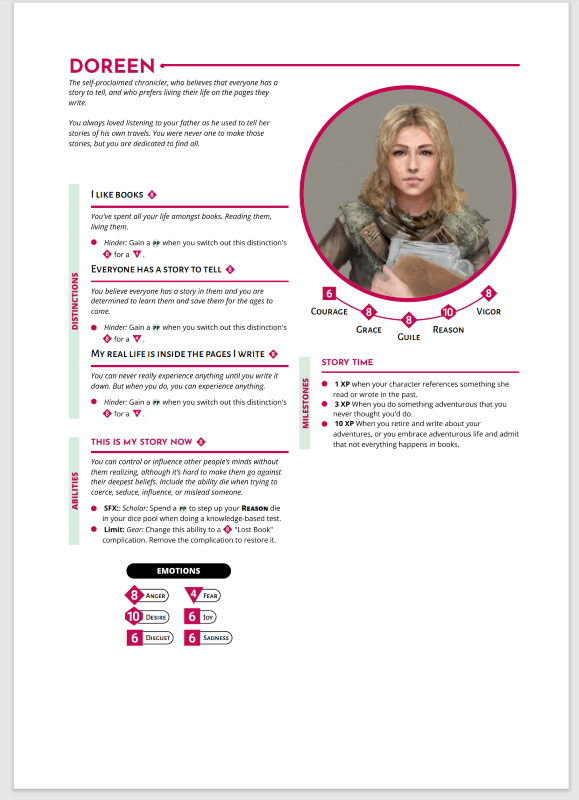 DOREEN
The self-proclaimed chronicler, who believes that everyone has a
story to tell, and who prefers living their life on the pages they
write.
You always loved listening to your father as he used to tell her
stories of his own travels. You were never one to make those
stories, but you are dedicated to find all.
DISTINCTIONS
I LIKE BOOKS 8
You've spent all your life amongst books. Reading them,
living them.
Hinder: Gain a PP when you switch out this distinction's
8 for a 4.
EVERYONE HAS A STORY TO TELL 8
You believe everyone has a story in them and you are
determined to learn them and save them for the ages to
come.
Hinder: Gain a PP when you switch out this distinction's
8 for a 4.
MY REAL LIFE IS INSIDE THE PAGES I WRITE 8
You can never really experience anything until you write it
down. But when you do, you can experience anything.
Hinder: Gain a PP when you switch out this distinction's
8 for a 4.
ABILITIES
THIS IS MY STORY NOW 8
You can control or influence other people's minds without
them realizing, although it's hard to make them go against
their deepest beliefs. Include the ability die when trying to
coerce, seduce, influence, or mislead someone.
SFX:: Scholar: Spend a PP to step up your REASON die
in your dice pool when doing a knowledge-based test.
Limit: Gear: Change this ability to a 8 "Lost Book"
complication. Remove the complication to restore it.
EMOTIONS
8 ANGER
4 FEAR
10 DESIRE
6 JOY
6 DISGUST
6 SADNESS
6 COURAGE
8 GRACE
8 GUILE
10 REASON
8 VIGOR
MILESTONES
STORY TIME
1 XP when your character references something she
read or wrote in the past.
3 XP When you do something adventurous that you
never thought you'd do.
10 XP When you retire and write about your
adventures, or you embrace adventurous life and admit
that not everything happens in books.